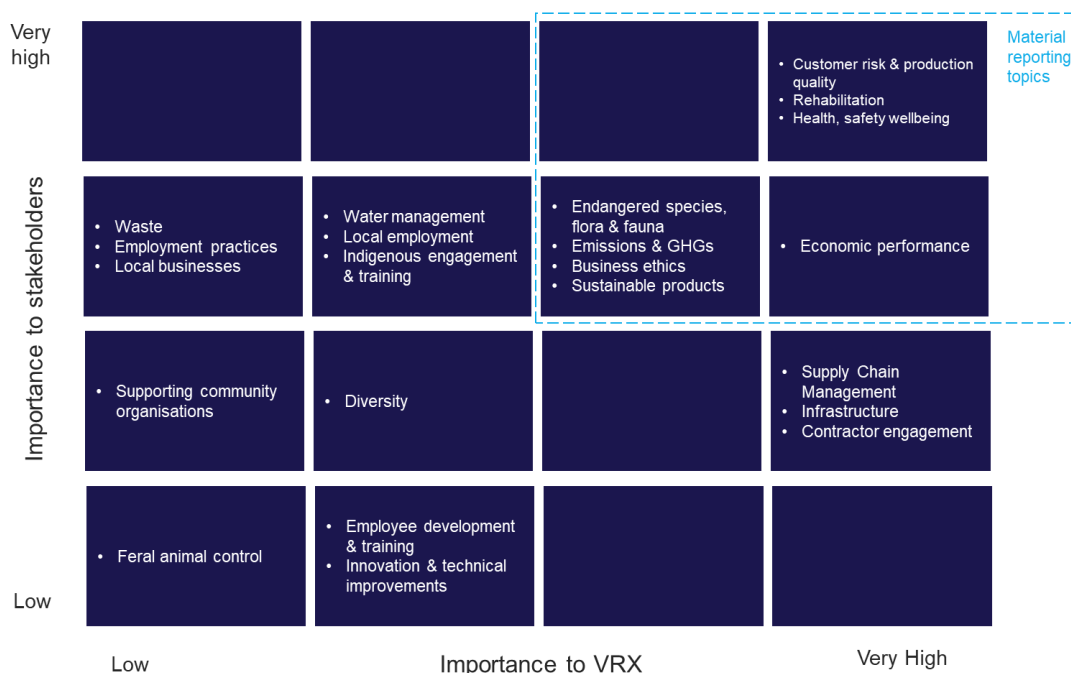 Very
high
Material
reporting
topics
• Customer risk & production
quality
• Rehabilitation
• Health, safety wellbeing
Importance to stakeholders
• Waste
• Employment practices
• Local businesses
• Water management
• Local employment
• Indigenous engagement
& training
• Endangered species,
flora & fauna
• Emissions & GHGs
• Business ethics
• Sustainable products
• Economic performance
• Supporting community
organisations
• Diversity
• Supply Chain
Management
• Infrastructure
• Contractor engagement
• Feral animal control
• Employee development
& training
• Innovation & technical
improvements
Low
Low
Importance to VRX
Very High